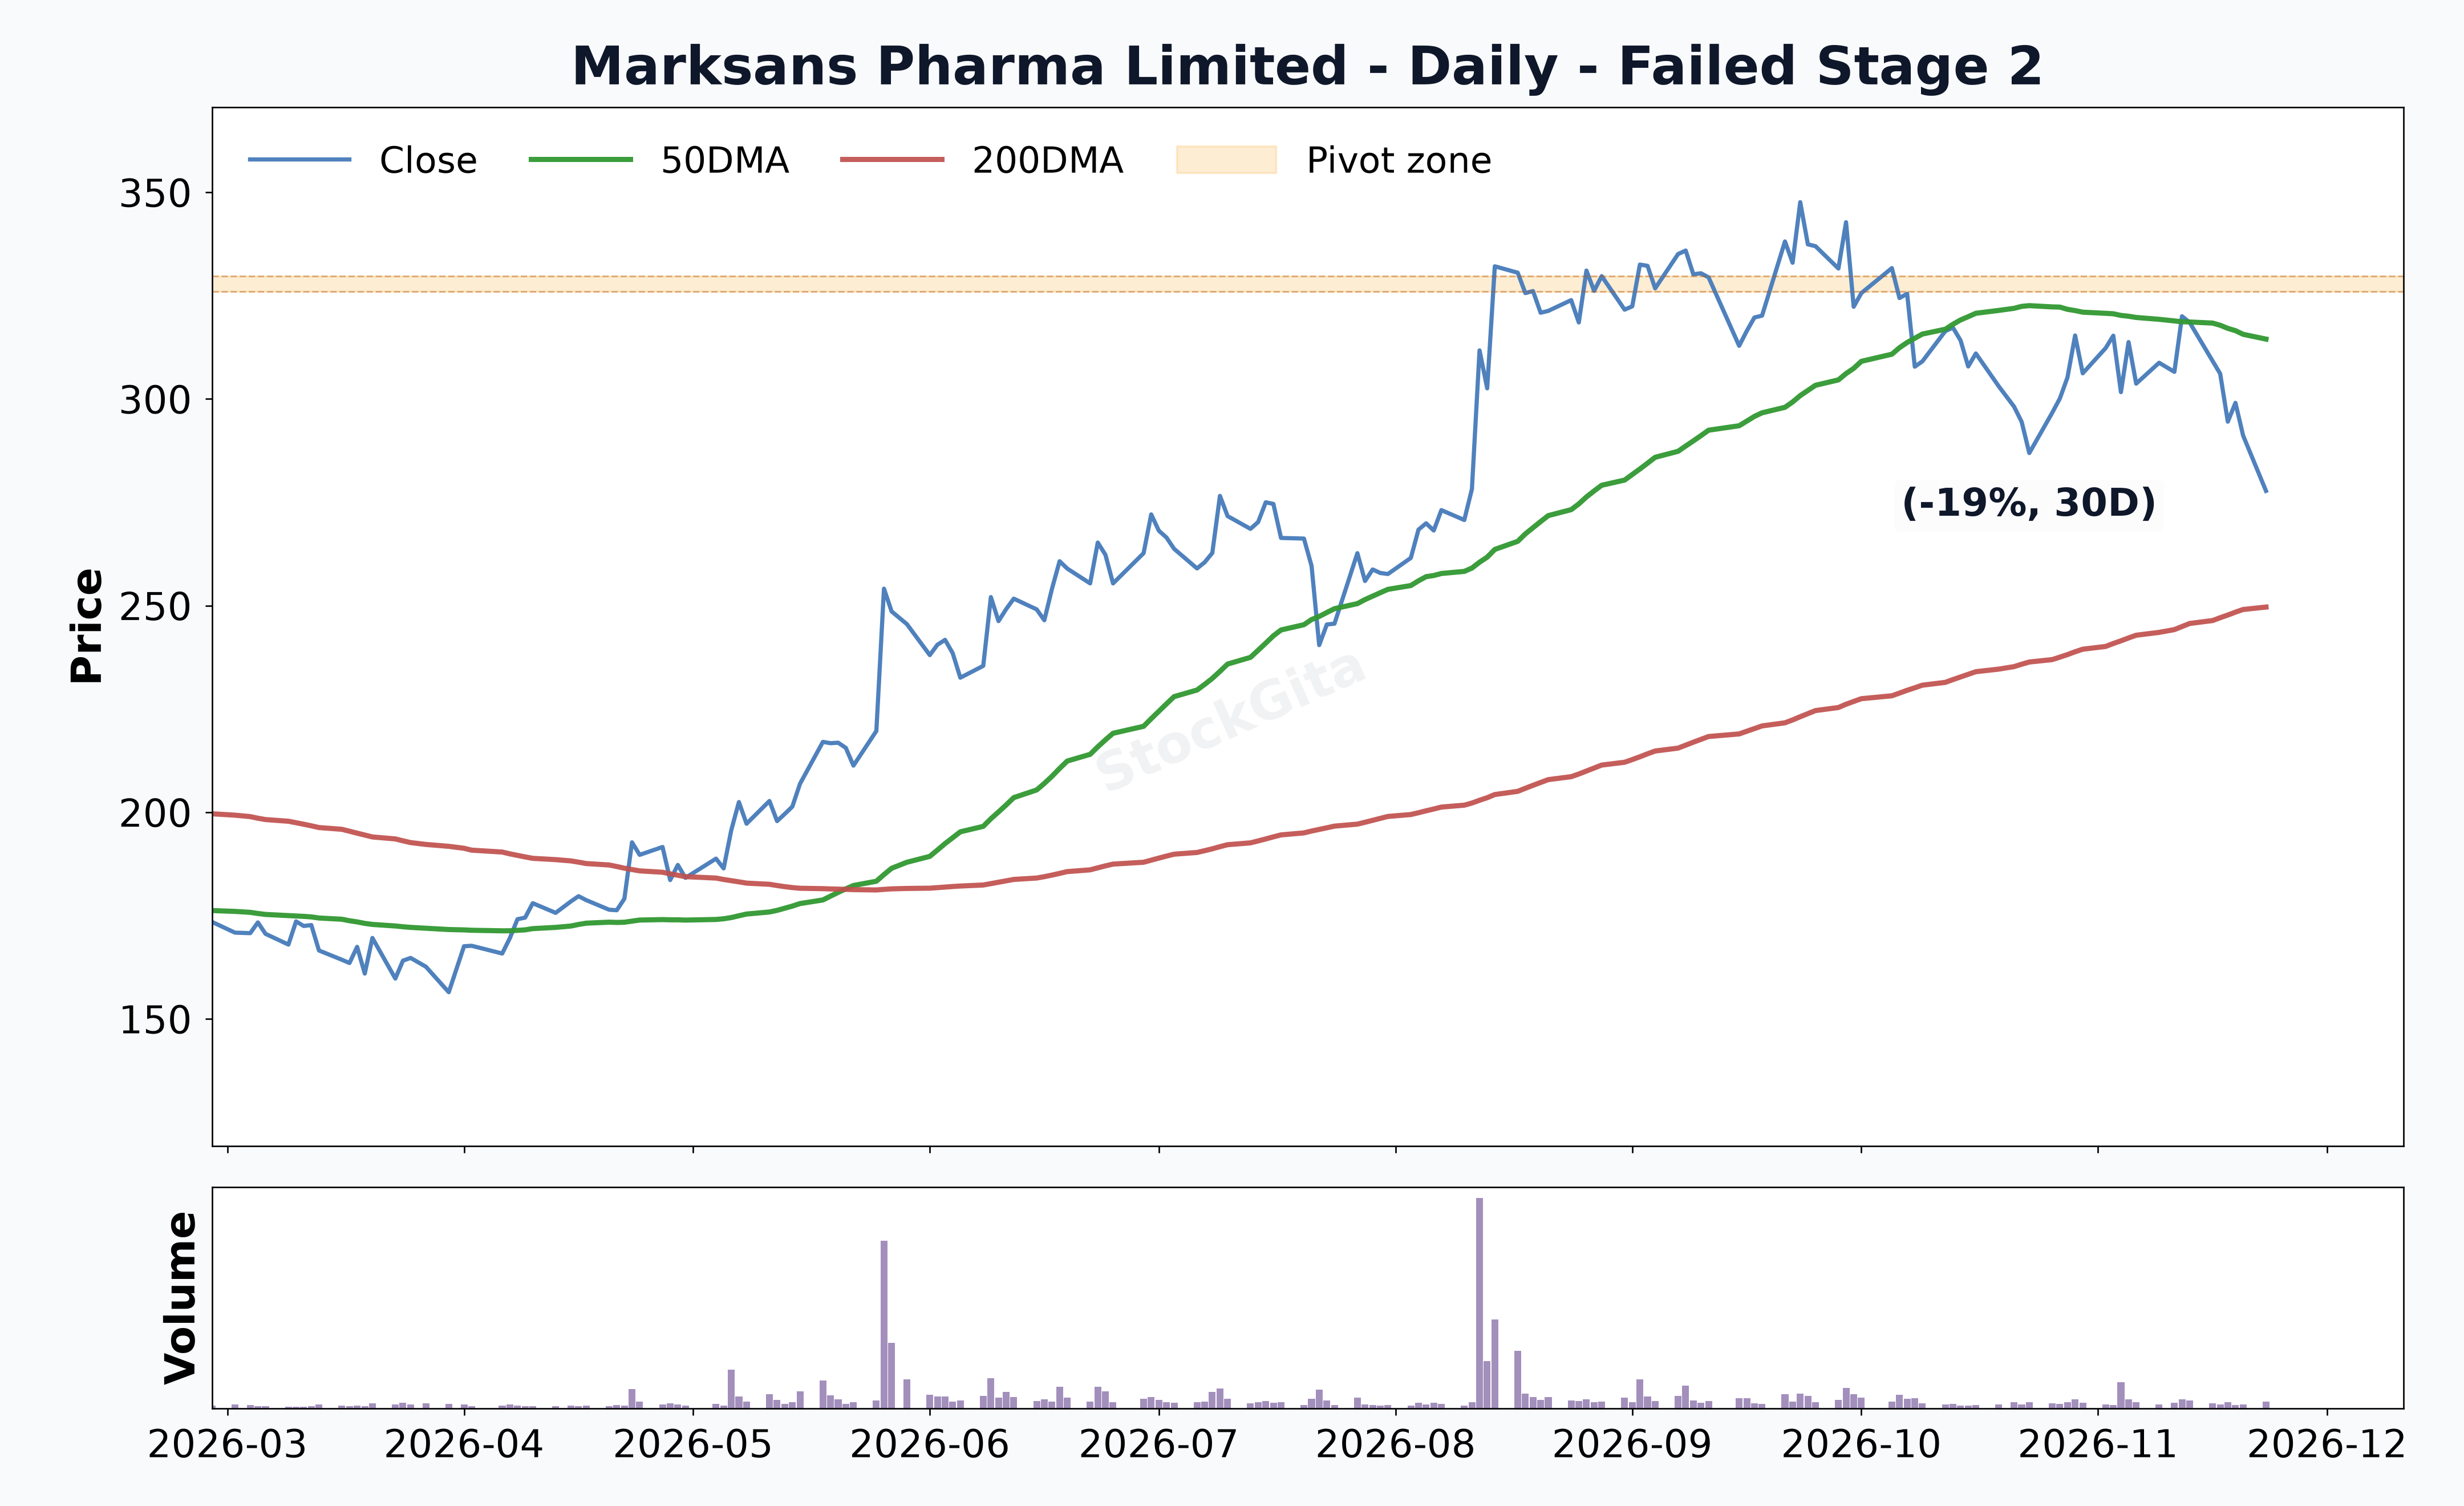 Marksans Pharma Limited - Daily - Failed Stage 2
Close 50DMA 200DMA Pivot zone
350
300
250
200
150
Price
(-19%, 30D)
StockGita
Volume
2026-03 2026-04 2026-05 2026-06 2026-07 2026-08 2026-09 2026-10 2026-11 2026-12